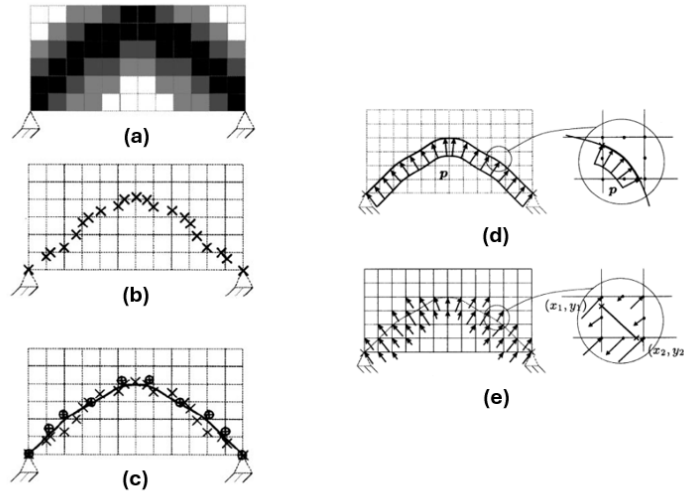 (a)
(b)
(c)
p
p
(d)
(x₁, y₁)
(x₂, y₂
(e)